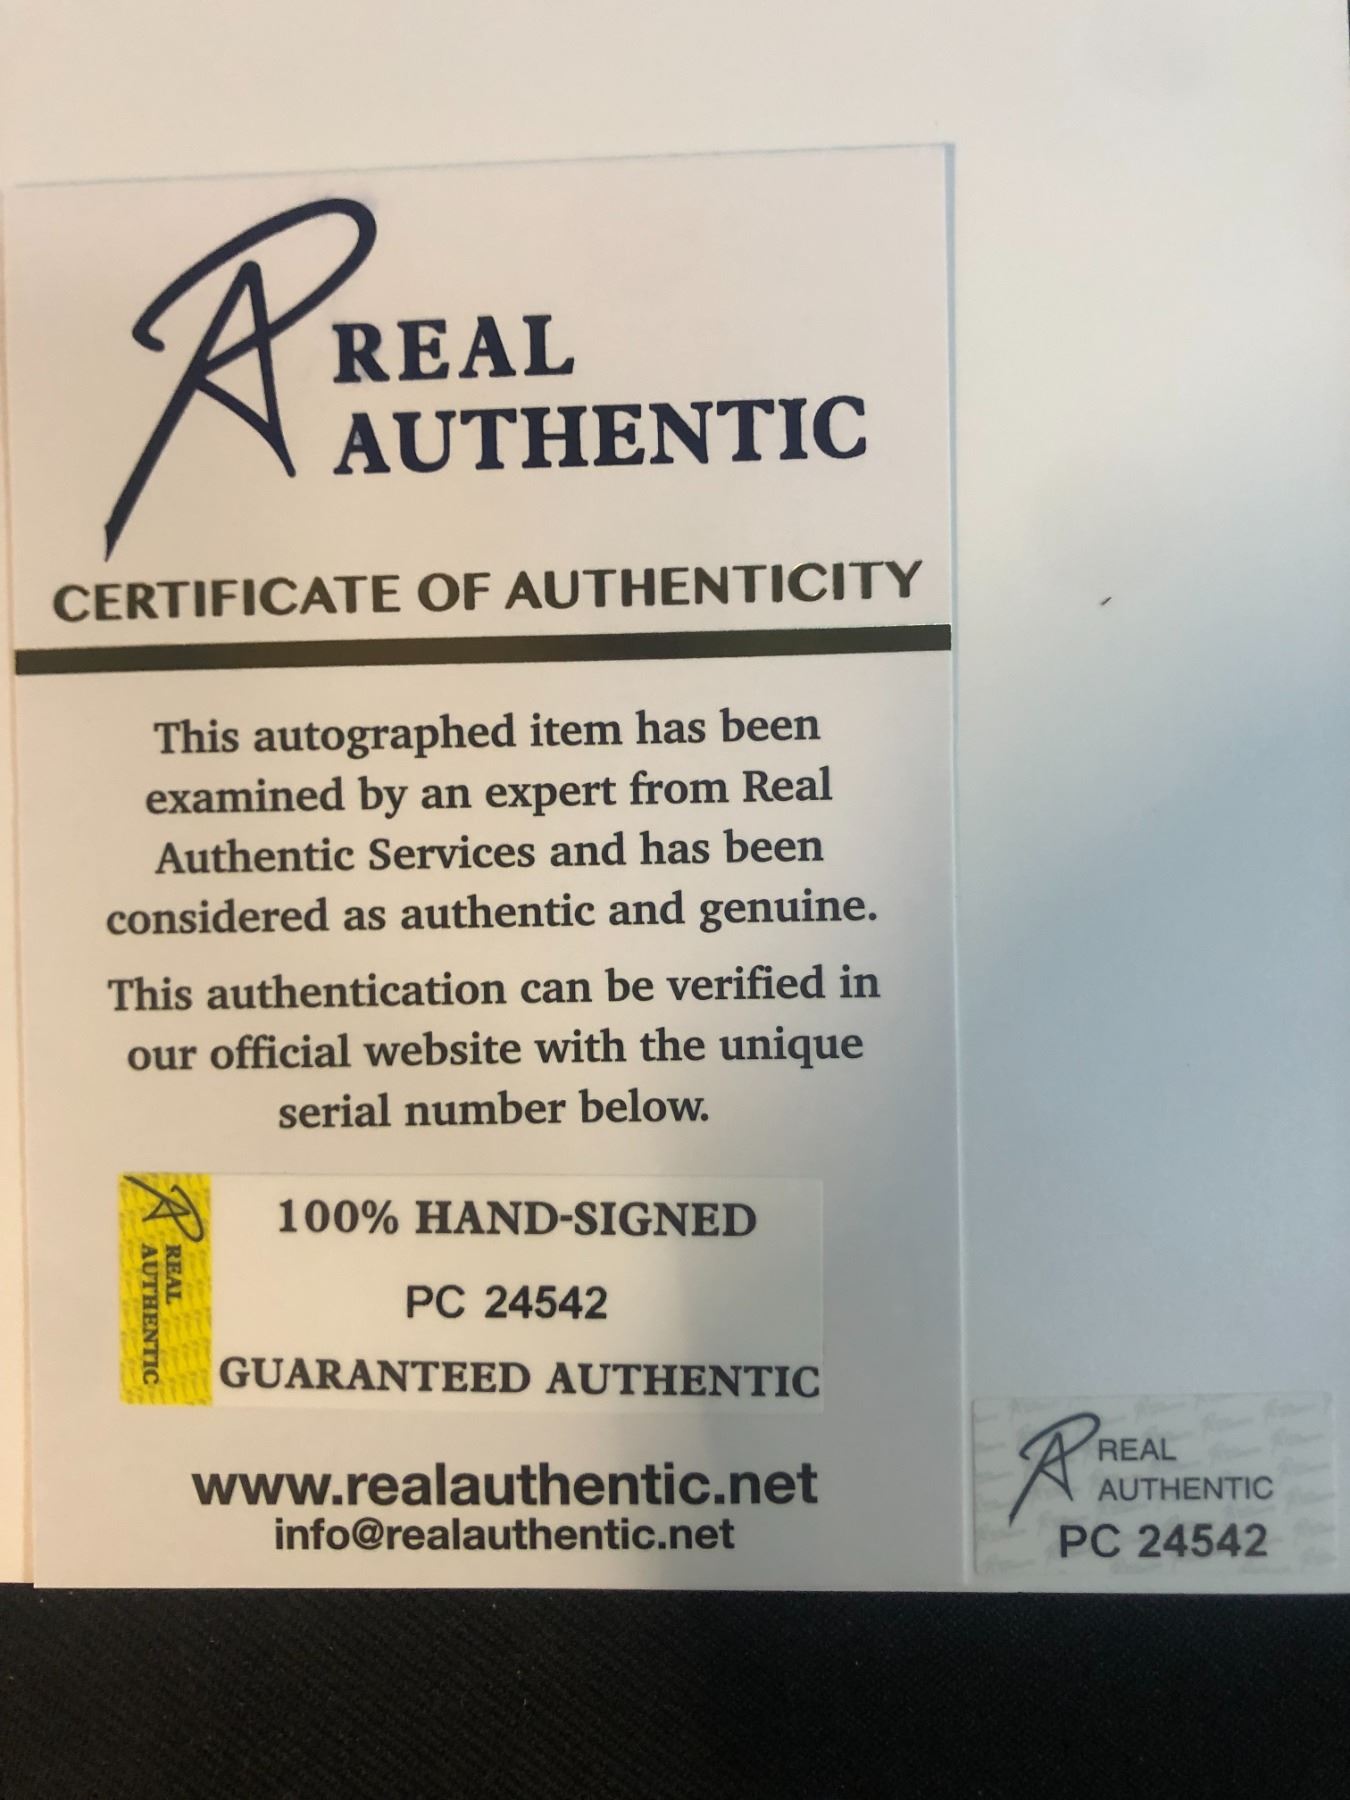 REAL
AUTHENTIC
CERTIFICATE OF AUTHENTICITY
This autographed item has been
examined by an expert from Real
Authentic Services and has been
considered as authentic and genuine.
This authentication can be verified in
our official website with the unique
serial number below.
REAL
AUTHENTIC
100% HAND-SIGNED
PC 24542
GUARANTEED AUTHENTIC
www.realauthentic.net
info@realauthentic.net
REAL
AUTHENTIC
PC 24542